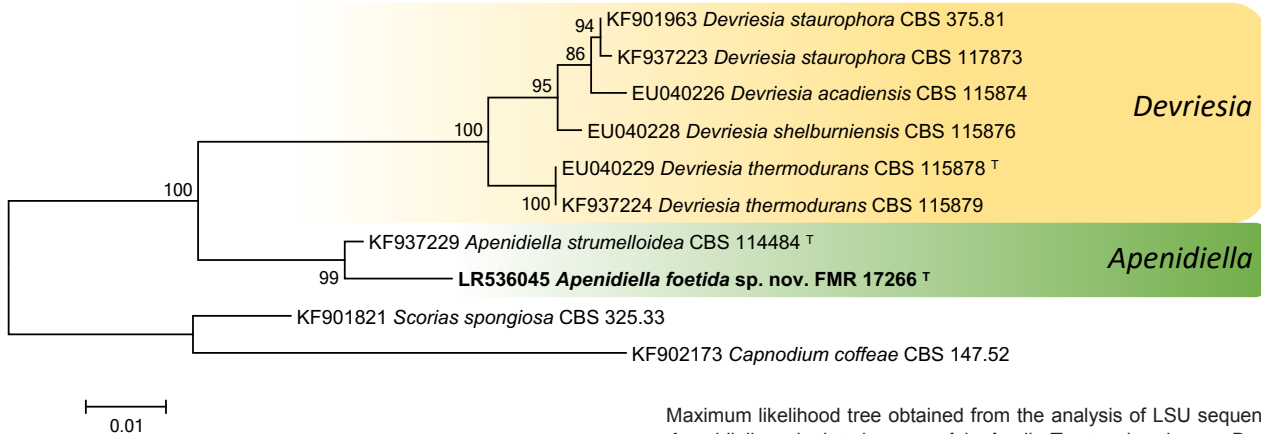 94
KF901963 Devriesia staurophora CBS 375.81
KF937223 Devriesia staurophora CBS 117873
86
EU040226 Devriesia acadiensis CBS 115874
Devriesia
95
EU040228 Devriesia shelburniensis CBS 115876
100
EU040229 Devriesia thermodurans CBS 115878 T
100
KF937224 Devriesia thermodurans CBS 115879
100
KF937229 Apenidiella strumelloidea CBS 114484 T
Apenidiella
99
LR536045 Apenidiella foetida sp. nov. FMR 17266 T
KF901821 Scorias spongiosa CBS 325.33
KF902173 Capnodium coffeae CBS 147.52
0.01
Maximum likelihood tree obtained from the analysis of LSU sequen